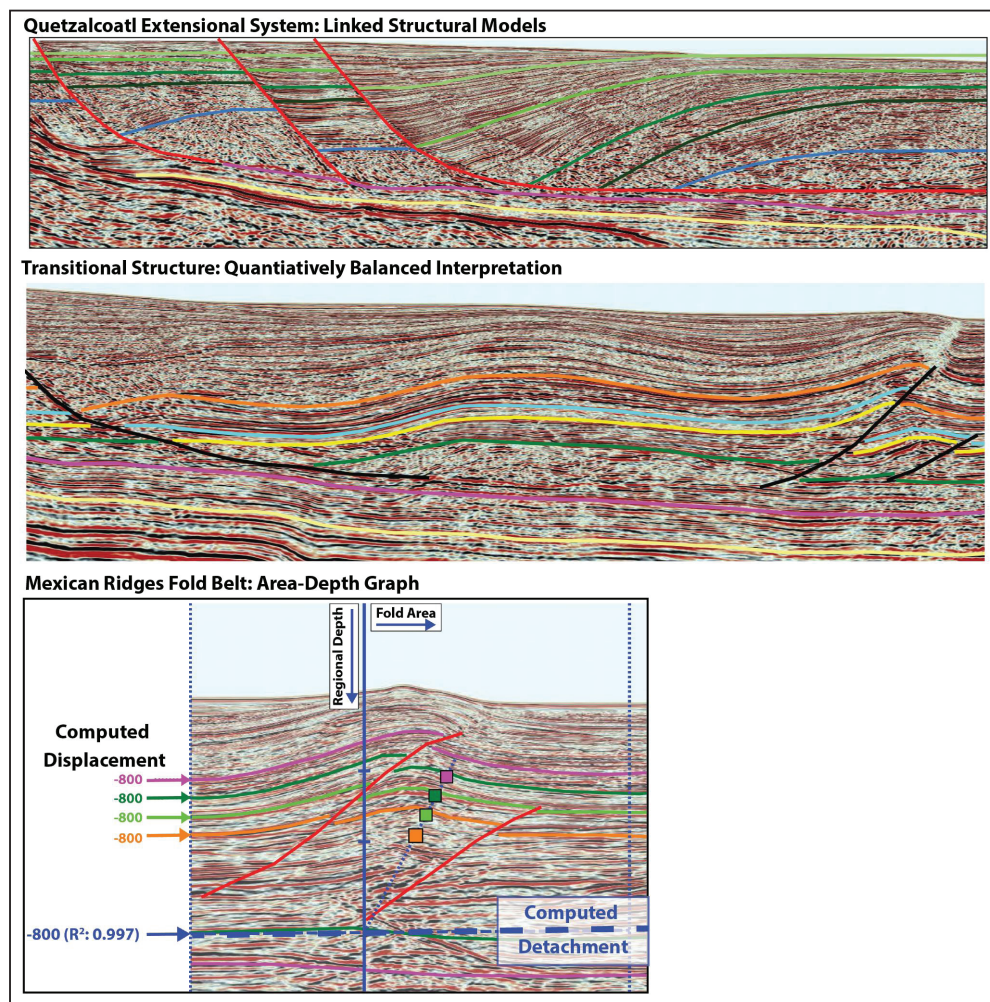 Quetzalcoatl Extensional System: Linked Structural Models
Transitional Structure: Quantiatively Balanced Interpretation
Mexican Ridges Fold Belt: Area-Depth Graph
Regional Depth
Fold Area
Computed
Displacement
-800
-800
-800
-800
-800 (R²: 0.997)
Computed
Detachment